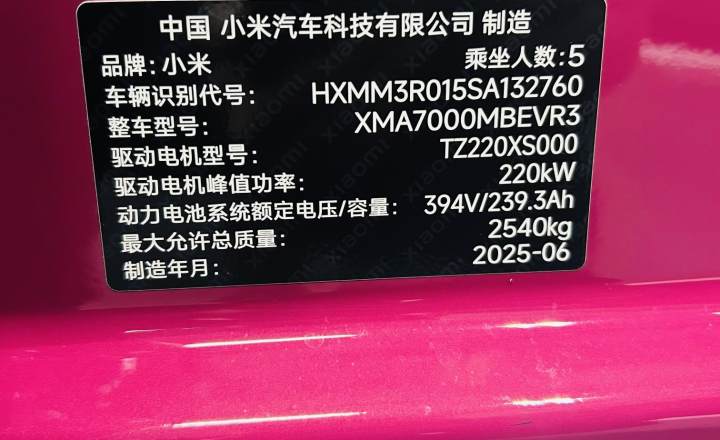 中国 小米汽车科技有限公司 制造
品牌: 小米 乘坐人数: 5
车辆识别代号: HXMM3R015SA132760
整车型号: XMA7000MBEVR3
驱动电机型号: TZ220XS000
驱动电机峰值功率: 220kW
动力电池系统额定电压/容量: 394V/239.3Ah
最大允许总质量: 2540kg
制造年月: 2025-06